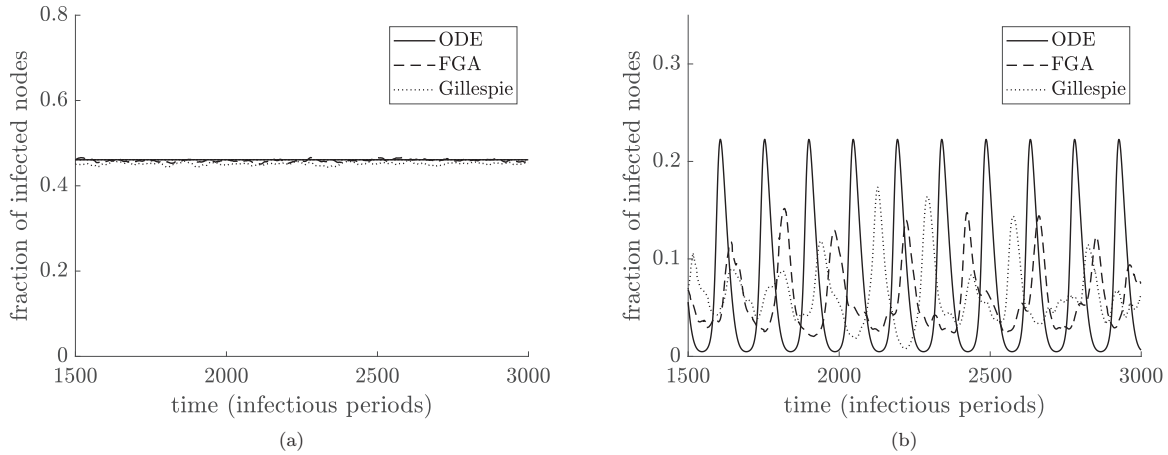 0.8
0.6
0.4
0.2
0
fraction of infected nodes
ODE
FGA
Gillespie
1500
2000
2500
3000
time (infectious periods)
(a)
0.3
0.2
0.1
0
fraction of infected nodes
ODE
FGA
Gillespie
1500
2000
2500
3000
time (infectious periods)
(b)